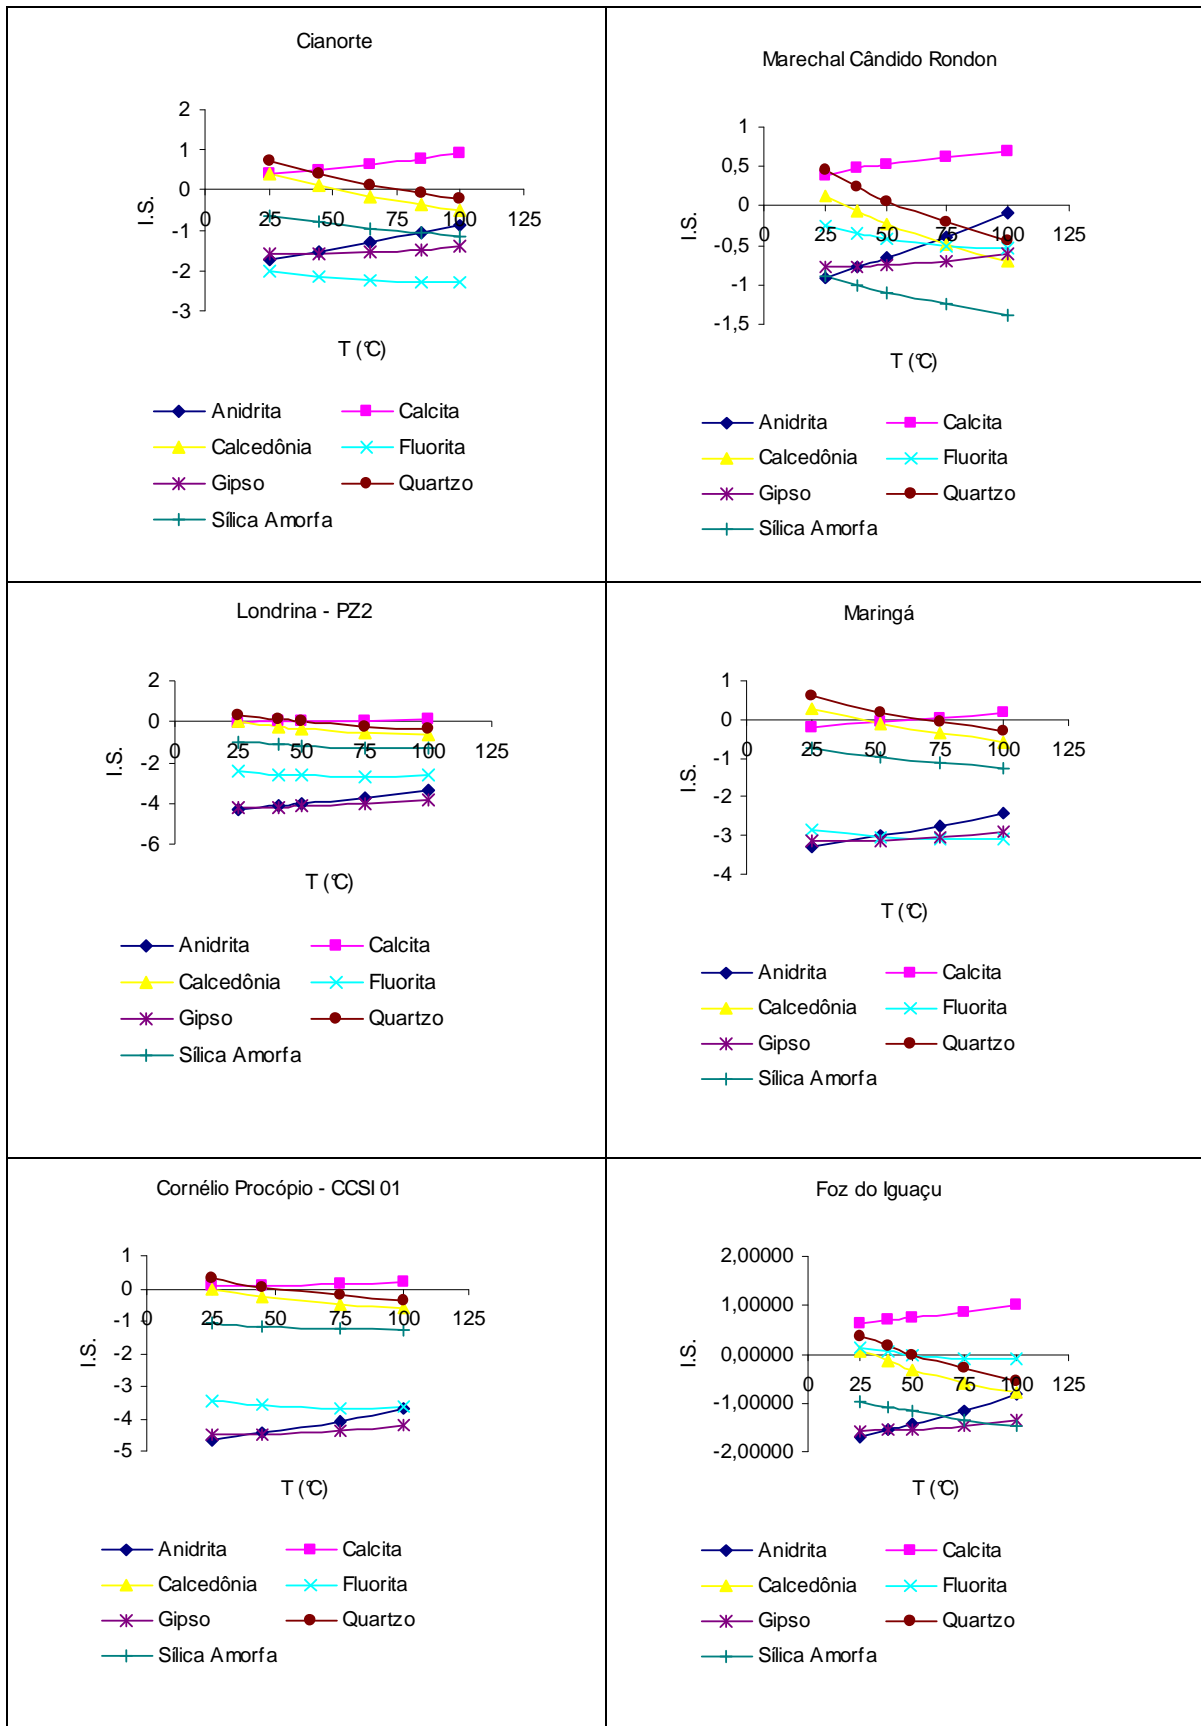 Cianorte
2
1
0
0 25 50 75 100 125
-1
-2
-3
I.S.
T (°C)
Anidrita Calcita
Calcedônia Fluorita
Gipso Quartzo
Sílica Amorfa
Marechal Cândido Rondon
1
0,5
0
0 25 50 75 100 125
-0,5
-1
-1,5
I.S.
T (°C)
Anidrita Calcita
Calcedônia Fluorita
Gipso Quartzo
Sílica Amorfa
Londrina - PZ2
2
0
0 25 50 75 100 125
-2
-4
-6
I.S.
T (°C)
Anidrita Calcita
Calcedônia Fluorita
Gipso Quartzo
Sílica Amorfa
Maringá
1
0
0 25 50 75 100 125
-1
-2
-3
-4
I.S.
T (°C)
Anidrita Calcita
Calcedônia Fluorita
Gipso Quartzo
Sílica Amorfa
Cornélio Procópio - CCSI 01
1
0
0 25 50 75 100 125
-1
-2
-3
-4
-5
I.S.
T (°C)
Anidrita Calcita
Calcedônia Fluorita
Gipso Quartzo
Sílica Amorfa
Foz do Iguaçu
2,00000
1,00000
0,00000
0 25 50 75 100 125
-1,00000
-2,00000
I.S.
T (°C)
Anidrita Calcita
Calcedônia Fluorita
Gipso Quartzo
Sílica Amorfa